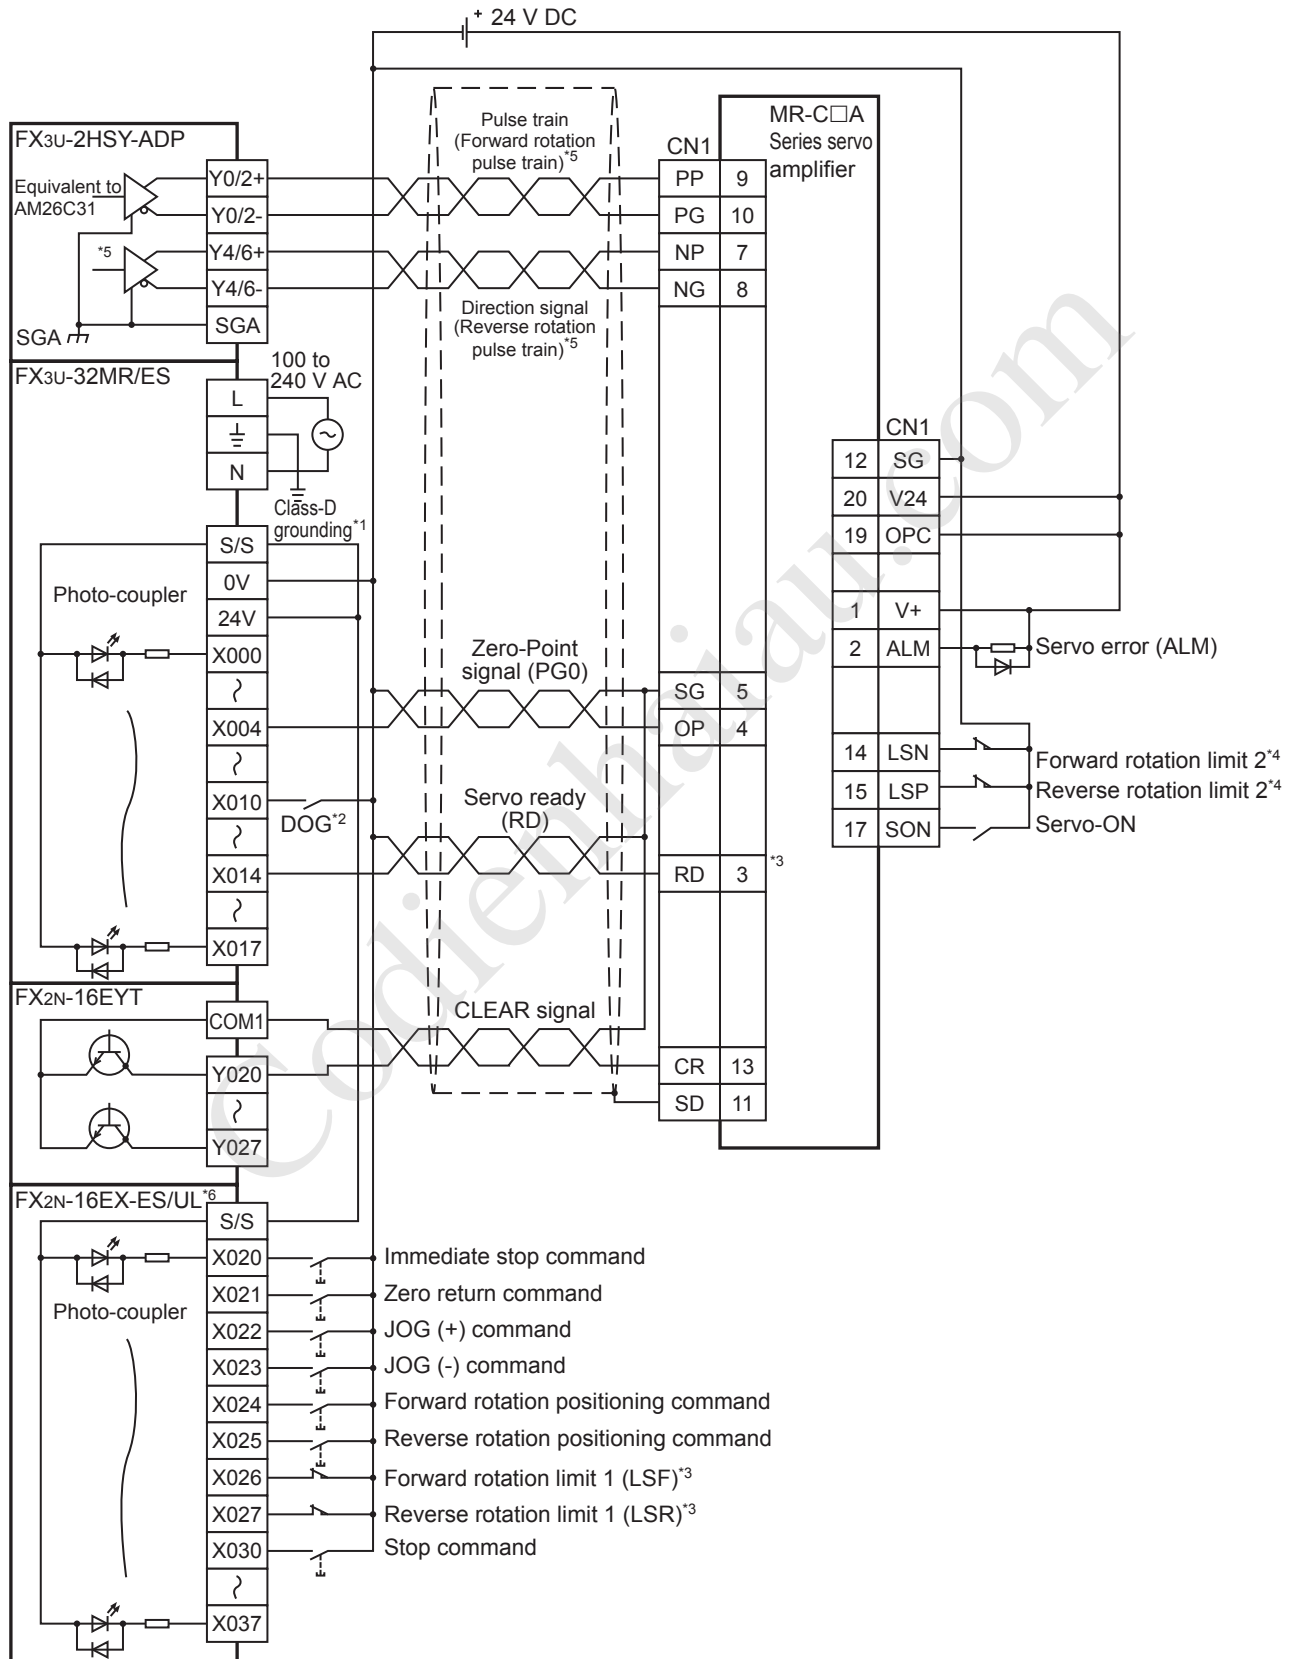 + 24 V DC
FX3U-2HSY-ADP
Equivalent to
AM26C31
*5
SGA
Y0/2+
Y0/2-
Y4/6+
Y4/6-
SGA
Pulse train
(Forward rotation
pulse train)*5
Direction signal
(Reverse rotation
pulse train)*5
CN1
MR-C□A
Series servo
amplifier
PP 9
PG 10
NP 7
NG 8
FX3U-32MR/ES
100 to
240 V AC
L
N
Class-D
grounding*1
S/S
0V
24V
X000
X004
X010
X014
X017
Photo-coupler
DOG*2
Zero-Point
signal (PG0)
SG 5
OP 4
Servo ready
(RD)
RD 3 *3
CN1
12 SG
20 V24
19 OPC
1 V+
2 ALM
Servo error (ALM)
14 LSN
Forward rotation limit 2*4
15 LSP
Reverse rotation limit 2*4
17 SON
Servo-ON
FX2N-16EYT
COM1
Y020
Y027
CLEAR signal
CR 13
SD 11
FX2N-16EX-ES/UL*6
S/S
Photo-coupler
X020
Immediate stop command
X021
Zero return command
X022
JOG (+) command
X023
JOG (-) command
X024
Forward rotation positioning command
X025
Reverse rotation positioning command
X026
Forward rotation limit 1 (LSF)*3
X027
Reverse rotation limit 1 (LSR)*3
X030
Stop command
X037
Codienhaiau.com